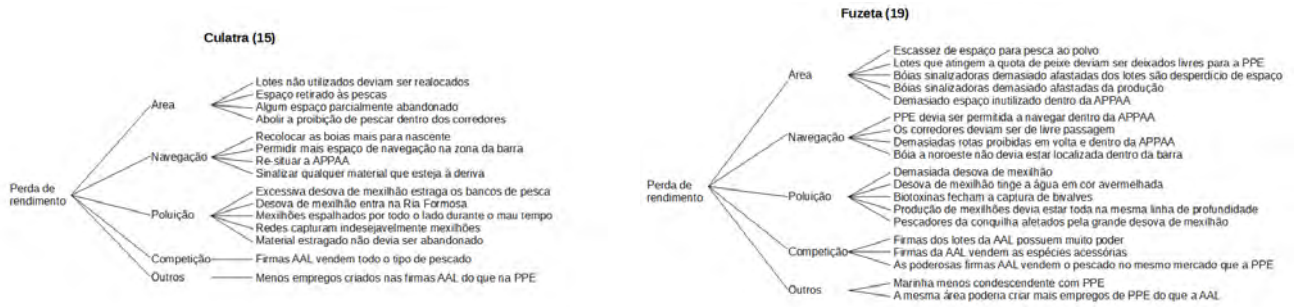 Culatra (15)
Lotes não utilizados deviam ser realocados
Espaço retirado às pescas
Área
Algum espaço parcialmente abandonado
Abolir a proibição de pescar dentro dos corredores
Recolocar as boias mais para nascente
Permidir mais espaço de navegação na zona da barra
Navegação
Re-situar a APPAA
Sinalizar qualquer material que esteja à deriva
Perda de
rendimento
Excessiva desova de mexilhão estraga os bancos de pesca
Desova de mexilhão entra na Ria Formosa
Poluição
Mexilhões espalhados por todo o lado durante o mau tempo
Redes capturam indesejavelmente mexilhões
Material estragado não devia ser abandonado
Competição
Firmas AAL vendem todo o tipo de pescado
Outros
Menos empregos criados nas firmas AAL do que na PPE
Fuzeta (19)
Escassez de espaço para pesca ao polvo
Lotes que atingem a quota de peixe deviam ser deixados livres para a PPE
Área
Bóias sinalizadoras demasiado afastadas dos lotes são desperdício de espaço
Bóias sinalizadoras demasiado afastadas da produção
Demasiado espaço inutilizado dentro da APPAA
PPE devia ser permitida a navegar dentro da APPAA
Os corredores deviam ser de livre passagem
Navegação
Demasiadas rotas proibidas em volta e dentro da APPAA
Bóia a noroeste não devia estar localizada dentro da barra
Perda de
rendimento
Demasiada desova de mexilhão
Desova de mexilhão tinge a água em cor avermelhada
Poluição
Biotoxinas fecham a captura de bivalves
Produção de mexilhões devia estar toda na mesma linha de profundidade
Pescadores da conquilha afetados pela grande desova de mexilhão
Firmas dos lotes da AAL possuem muito poder
Competição
Firmas da AAL vendem as espécies acessórias
As poderosas firmas AAL vendem o pescado no mesmo mercado que a PPE
Outros
Marinha menos condescendente com PPE
A mesma área poderia criar mais empregos de PPE do que a AAL